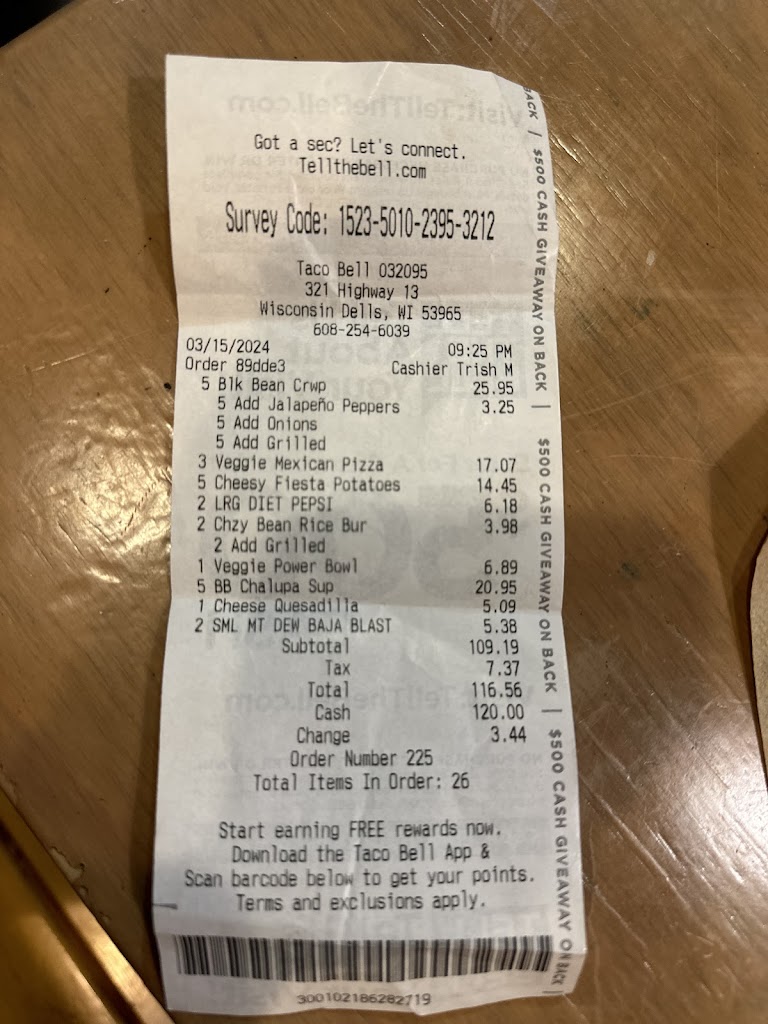 Got a sec? Let's connect.
Tellthebell.com
Survey Code: 1523-5010-2395-3212
Taco Bell 032095
321 Highway 13
Wisconsin Dells, WI 53965
608-254-6039
03/15/2024 09:25 PM
Order 89dde3 Cashier Trish M
5 Blk Bean Crwp 25.95
5 Add Jalapeño Peppers 3.25
5 Add Onions
5 Add Grilled
3 Veggie Mexican Pizza 17.07
5 Cheesy Fiesta Potatoes 14.45
2 LRG DIET PEPSI 6.18
2 Chzy Bean Rice Bur 3.98
2 Add Grilled
1 Veggie Power Bowl 6.89
5 BB Chalupa Sup 20.95
1 Cheese Quesadilla 5.09
2 SML MT DEW BAJA BLAST 5.38
Subtotal 109.19
Tax 7.37
Total 116.56
Cash 120.00
Change 3.44
Order Number 225
Total Items In Order: 26
Start earning FREE rewards now.
Download the Taco Bell App &
Scan barcode below to get your points.
Terms and exclusions apply.
300102186282719
ACK | $500 CASH GIVEAWAY ON BACK | $500 CASH GIVEAWAY ON BACK | $500 CASH GIVEAWAY ON BACK |